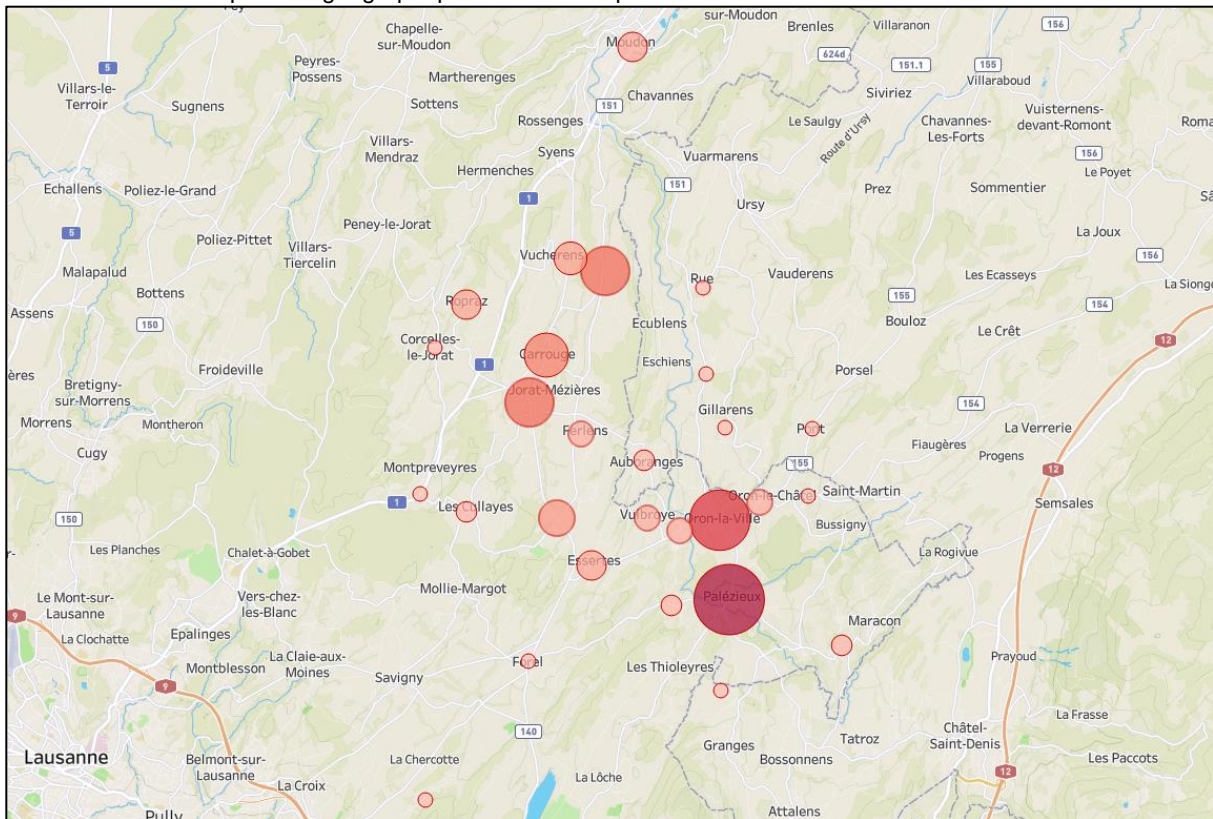 Chapelle-
sur-Moudon
Moudon
sur-Moudon
Brenles
Villaranon
156
5
Peyres-
Possens
624d
151.1
155
Villaraboud
Villars-le-
Terroir
Sugnens
Martherenges
Sottens
151
Chavannes
Siviriez
Vuisternens-
devant-Romont
Rossenges
Le Saulgy
Route d'Ursy
Chavannes-
Les-Forts
Roma
Villars-
Mendraz
Syens
Vuarmarens
156
Hermenches
Le Poyet
Echallens
Poliez-le-Grand
1
151
Prez
Sommentier
Ursy
5
Peney-le-Jorat
La Joux
Poliez-Pittet
Villars-
Tiercelin
Vucherens
156
Malapalud
Bottens
Rue
Vauderens
Les Ecasseys
La Sionge
Ropraz
155
154
Assens
150
Ecublens
Bouloz
Le Crêt
Corcelles-
le-Jorat
Carrouge
12
Froideville
1
Eschiens
Porsel
Bretigny-
sur-Morrens
Jorat-Mézières
154
Morrens
Montheron
Gillarens
La Verrerie
Cugy
Ferlens
Pont
Fiaugères
Progens
Montpreveyres
Auboranges
155
12
1
Les Cullayes
Oron-le-Châtel
Saint-Martin
Semsales
150
Vuibroye
Oron-la-Ville
Bussigny
Les Planches
Chalet-à-Gobet
Essertes
La Rogivue
Le Mont-sur-
Lausanne
Vers-chez-
les-Blanc
Mollie-Margot
Palézieux
9
La Clochatte
Epalinges
Maracon
La Claie-aux-
Moines
Forel
Les Thioleyres
Prayoud
Montblesson
9
Savigny
La Frasse
140
Châtel-
Saint-Denis
Lausanne
Belmont-sur-
Lausanne
La Chercotte
Granges
Tatroz
Bossonnens
Les Paccots
La Croix
La Lôche
12
Pully
Attalens